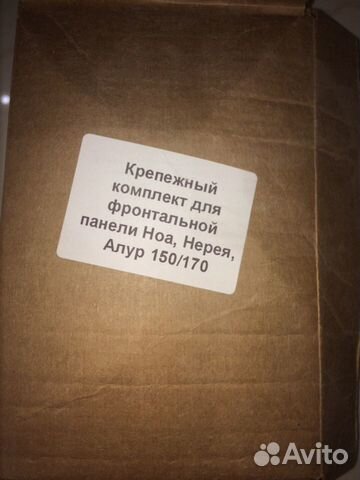 Крепежный
комплект для
фронтальной
панели Ноа, Нерея,
Алур 150/170
Avito